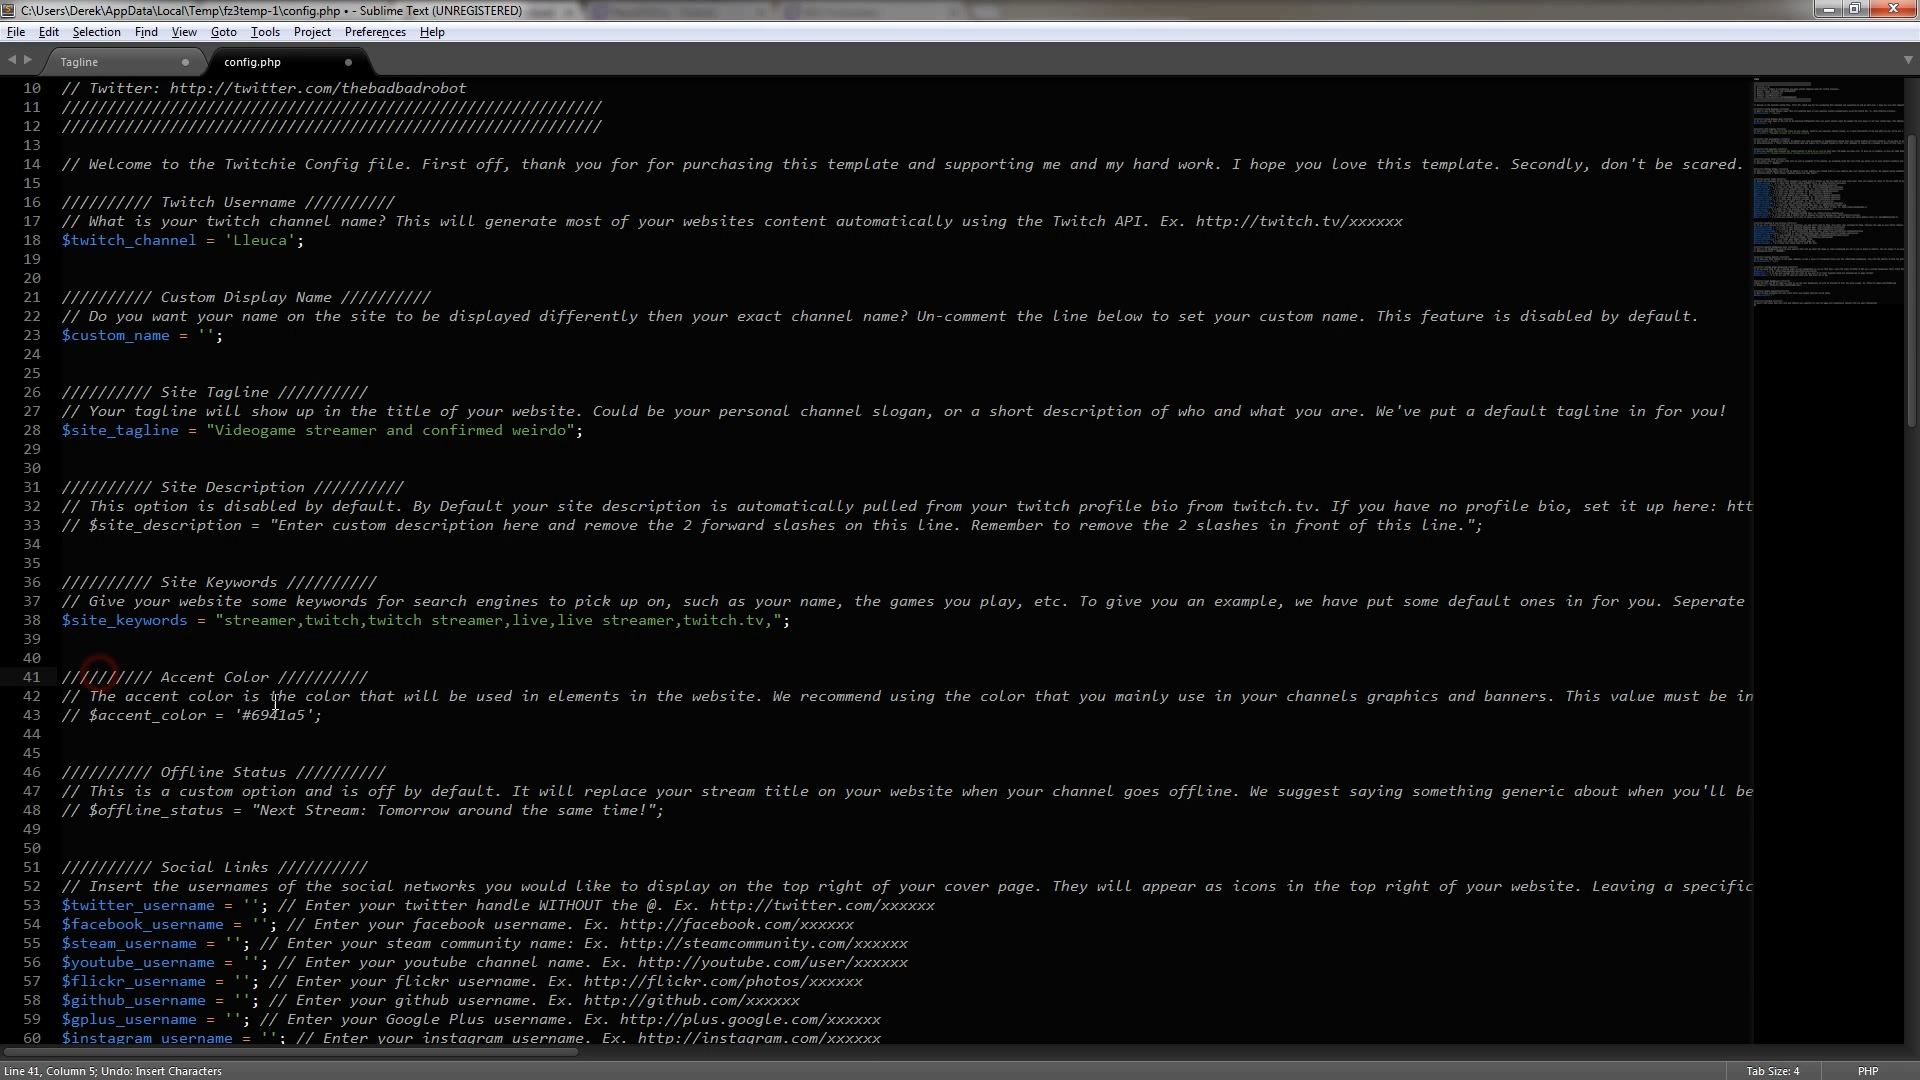 C:\Users\Derek\AppData\Local\Temp\fz3temp-1\config.php • - Sublime Text (UNREGISTERED)
File Edit Selection Find View Goto Tools Project Preferences Help
Tagline config.php
10 // Twitter: http://twitter.com/thebadbadrobot
11 ////////////////////////////////////////////////////////////
12 ////////////////////////////////////////////////////////////
13
14 // Welcome to the Twitchie Config file. First off, thank you for for purchasing this template and supporting me and my hard work. I hope you love this template. Secondly, don't be scared.
15
16 ////////// Twitch Username //////////
17 // What is your twitch channel name? This will generate most of your websites content automatically using the Twitch API. Ex. http://twitch.tv/xxxxxx
18 $twitch_channel = 'Lleuca';
19
20
21 ////////// Custom Display Name //////////
22 // Do you want your name on the site to be displayed differently then your exact channel name? Un-comment the line below to set your custom name. This feature is disabled by default.
23 $custom_name = '';
24
25
26 ////////// Site Tagline //////////
27 // Your tagline will show up in the title of your website. Could be your personal channel slogan, or a short description of who and what you are. We've put a default tagline in for you!
28 $site_tagline = "Videogame streamer and confirmed weirdo";
29
30
31 ////////// Site Description //////////
32 // This option is disabled by default. By Default your site description is automatically pulled from your twitch profile bio from twitch.tv. If you have no profile bio, set it up here: htt
33 // $site_description = "Enter custom description here and remove the 2 forward slashes on this line. Remember to remove the 2 slashes in front of this line.";
34
35
36 ////////// Site Keywords //////////
37 // Give your website some keywords for search engines to pick up on, such as your name, the games you play, etc. To give you an example, we have put some default ones in for you. Seperate
38 $site_keywords = "streamer,twitch,twitch streamer,live,live streamer,twitch.tv,";
39
40
41 ////////// Accent Color //////////
42 // The accent color is the color that will be used in elements in the website. We recommend using the color that you mainly use in your channels graphics and banners. This value must be in
43 // $accent_color = '#6941a5';
44
45
46 ////////// Offline Status //////////
47 // This is a custom option and is off by default. It will replace your stream title on your website when your channel goes offline. We suggest saying something generic about when you'll be
48 // $offline_status = "Next Stream: Tomorrow around the same time!";
49
50
51 ////////// Social Links //////////
52 // Insert the usernames of the social networks you would like to display on the top right of your cover page. They will appear as icons in the top right of your website. Leaving a specific
53 $twitter_username = ''; // Enter your twitter handle WITHOUT the @. Ex. http://twitter.com/xxxxxx
54 $facebook_username = ''; // Enter your facebook username. Ex. http://facebook.com/xxxxxx
55 $steam_username = ''; // Enter your steam community name: Ex. http://steamcommunity.com/xxxxxx
56 $youtube_username = ''; // Enter your youtube channel name. Ex. http://youtube.com/user/xxxxxx
57 $flickr_username = ''; // Enter your flickr username. Ex. http://flickr.com/photos/xxxxxx
58 $github_username = ''; // Enter your github username. Ex. http://github.com/xxxxxx
59 $gplus_username = ''; // Enter your Google Plus username. Ex. http://plus.google.com/xxxxxx
60 $instagram_username = ''; // Enter your instagram username. Ex. http://instagram.com/xxxxxx
Line 41, Column 5; Undo: Insert Characters Tab Size: 4 PHP